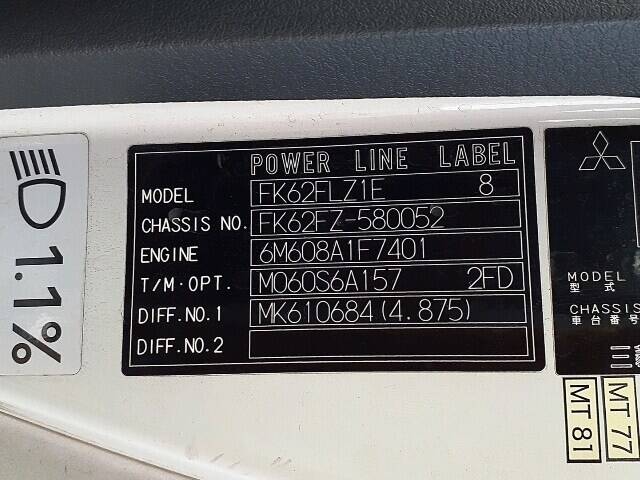 POWER LINE LABEL
MODEL FK62FLZ1E 8
CHASSIS NO. FK62FZ-580052
ENGINE 6M608A1F7401
T/M·OPT. M060S6A157 2FD
DIFF.NO.1 MK610684(4.875)
DIFF.NO.2
1.1%
MODEL
型式
CHASSIS
車台番号
MT 81
MT 77